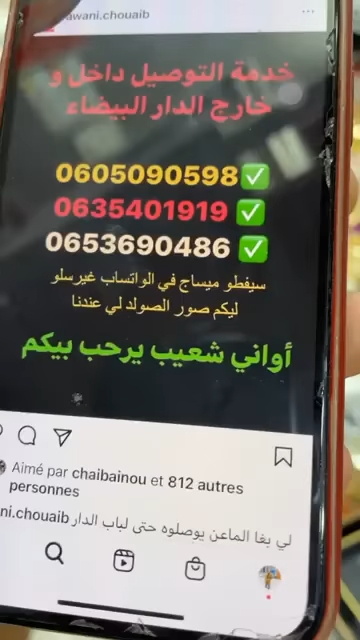 awani.chouaib
خدمة التوصيل داخل و
خارج الدار البيضاء
0605090598✅
0635401919 ✅
0653690486 ✅
سيفطو ميساج في الواتساب غيرسلو
ليكم صور الصولد لي عندنا
أواني شعيب يرحب بيكم
Aimé par chaibainou et 812 autres
personnes
ni.chouaib لي بغا الماعن يوصلوه حتى لباب الدار